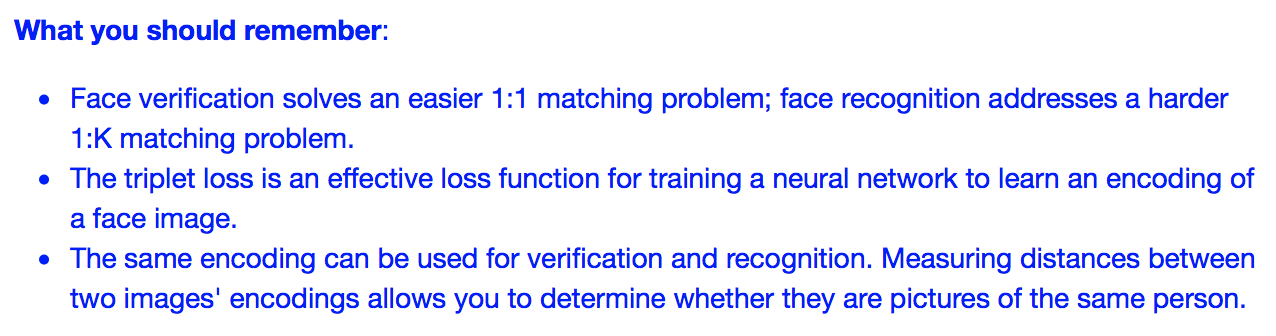 What you should remember:
• Face verification solves an easier 1:1 matching problem; face recognition addresses a harder
1:K matching problem.
• The triplet loss is an effective loss function for training a neural network to learn an encoding of
a face image.
• The same encoding can be used for verification and recognition. Measuring distances between
two images' encodings allows you to determine whether they are pictures of the same person.